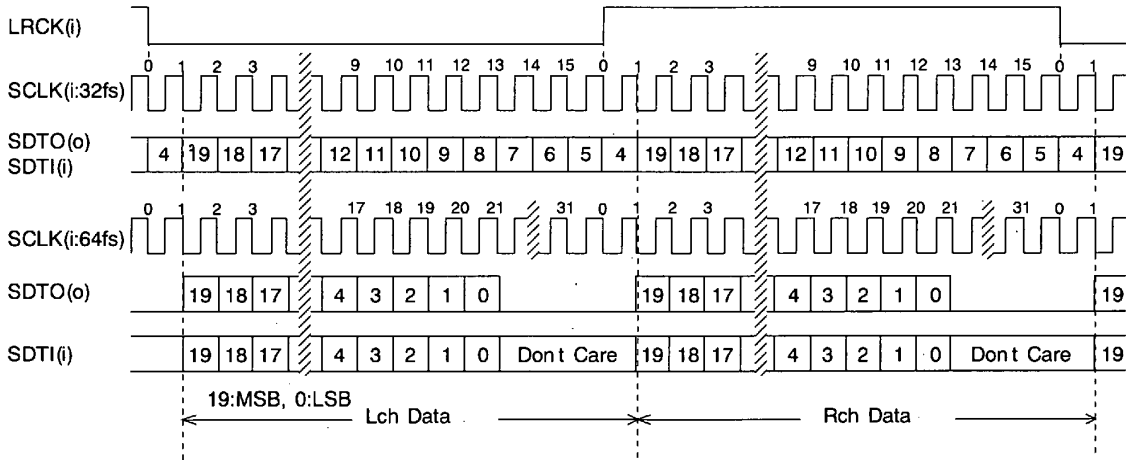 LRCK(i)
0 1 2 3 9 10 11 12 13 14 15 0 1 2 3 9 10 11 12 13 14 15 0 1
SCLK(i:32fs)
SDTO(o)
SDTI(i)
4 19 18 17 12 11 10 9 8 7 6 5 4 19 18 17 12 11 10 9 8 7 6 5 4 19
0 1 2 3 17 18 19 20 21 31 0 1 2 3 17 18 19 20 21 31 0 1
SCLK(i:64fs)
SDTO(o) 19 18 17 4 3 2 1 0 19 18 17 4 3 2 1 0 19
SDTI(i) 19 18 17 4 3 2 1 0 Don t Care 19 18 17 4 3 2 1 0 Don t Care 19
19:MSB, 0:LSB
Lch Data Rch Data